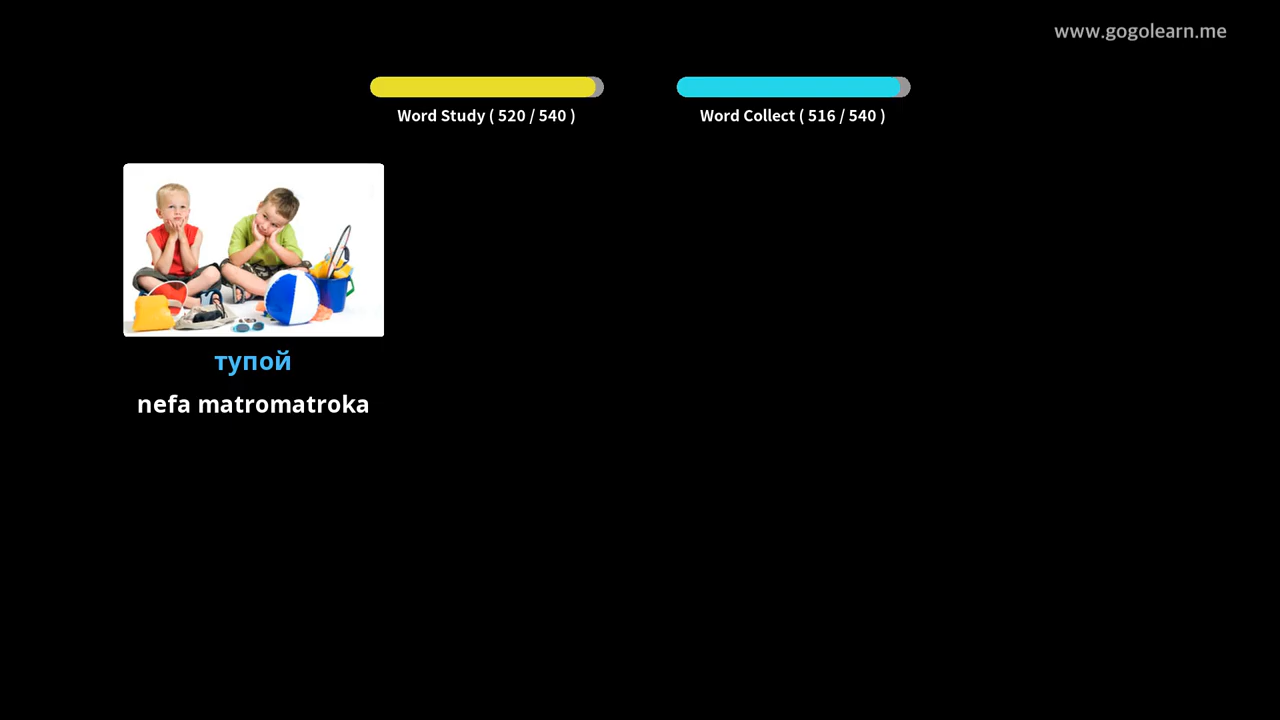 www.gogolearn.me
Word Study ( 520 / 540 )
Word Collect ( 516 / 540 )
тупой
nefa matromatroka